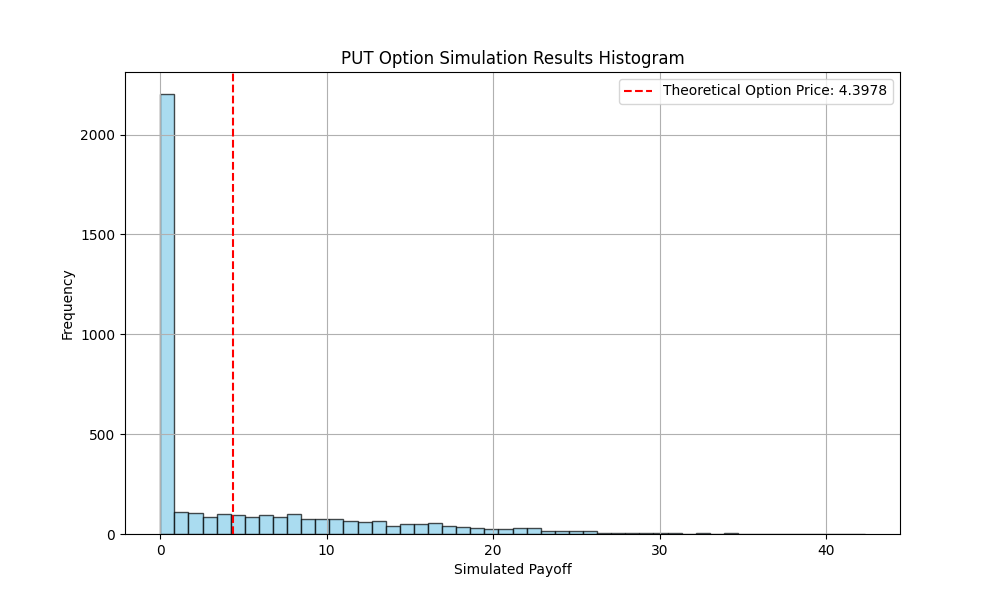 PUT Option Simulation Results Histogram
Theoretical Option Price: 4.3978
2000
1500
1000
500
0
Frequency
0 10 20 30 40
Simulated Payoff